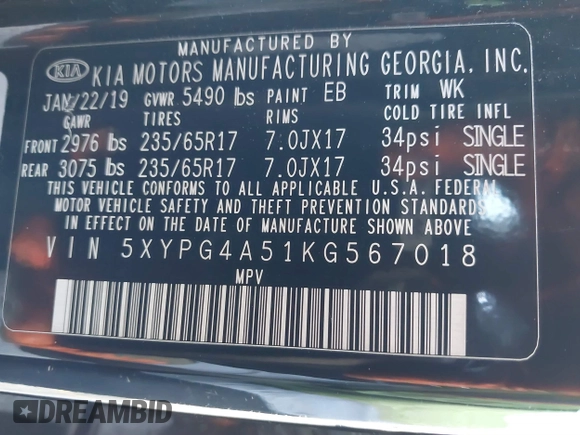 MANUFACTURED BY
KIA KIA MOTORS MANUFACTURING GEORGIA, INC.
JAN/22/19 GVWR 5490 lbs PAINT EB TRIM WK
GAWR TIRES RIMS COLD TIRE INFL
FRONT 2976 lbs 235/65R17 7.0JX17 34psi SINGLE
REAR 3075 lbs 235/65R17 7.0JX17 34psi SINGLE
THIS VEHICLE CONFORMS TO ALL APPLICABLE U.S.A. FEDERAL
MOTOR VEHICLE SAFETY AND THEFT PREVENTION STANDARDS
IN EFFECT ON THE DATE OF MANUFACTURE SHOWN ABOVE.
VIN 5XYPG4A51KG567018
MPV
DREAMBID